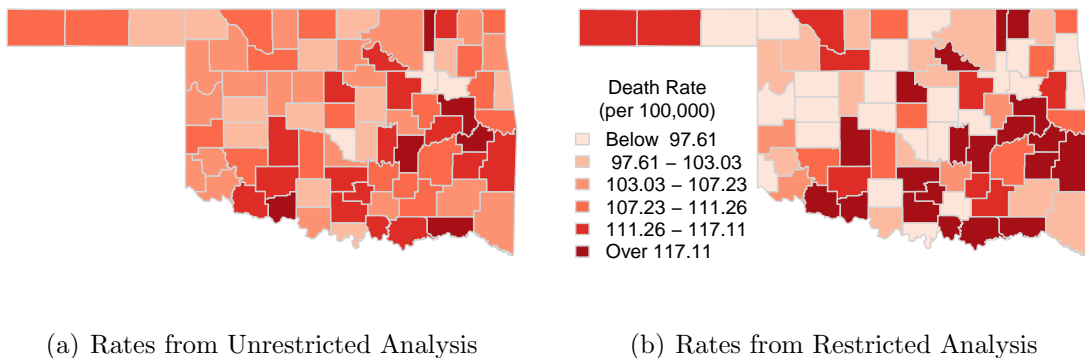 Death Rate
(per 100,000)
Below 97.61
97.61 − 103.03
103.03 − 107.23
107.23 − 111.26
111.26 − 117.11
Over 117.11
(a) Rates from Unrestricted Analysis
(b) Rates from Restricted Analysis